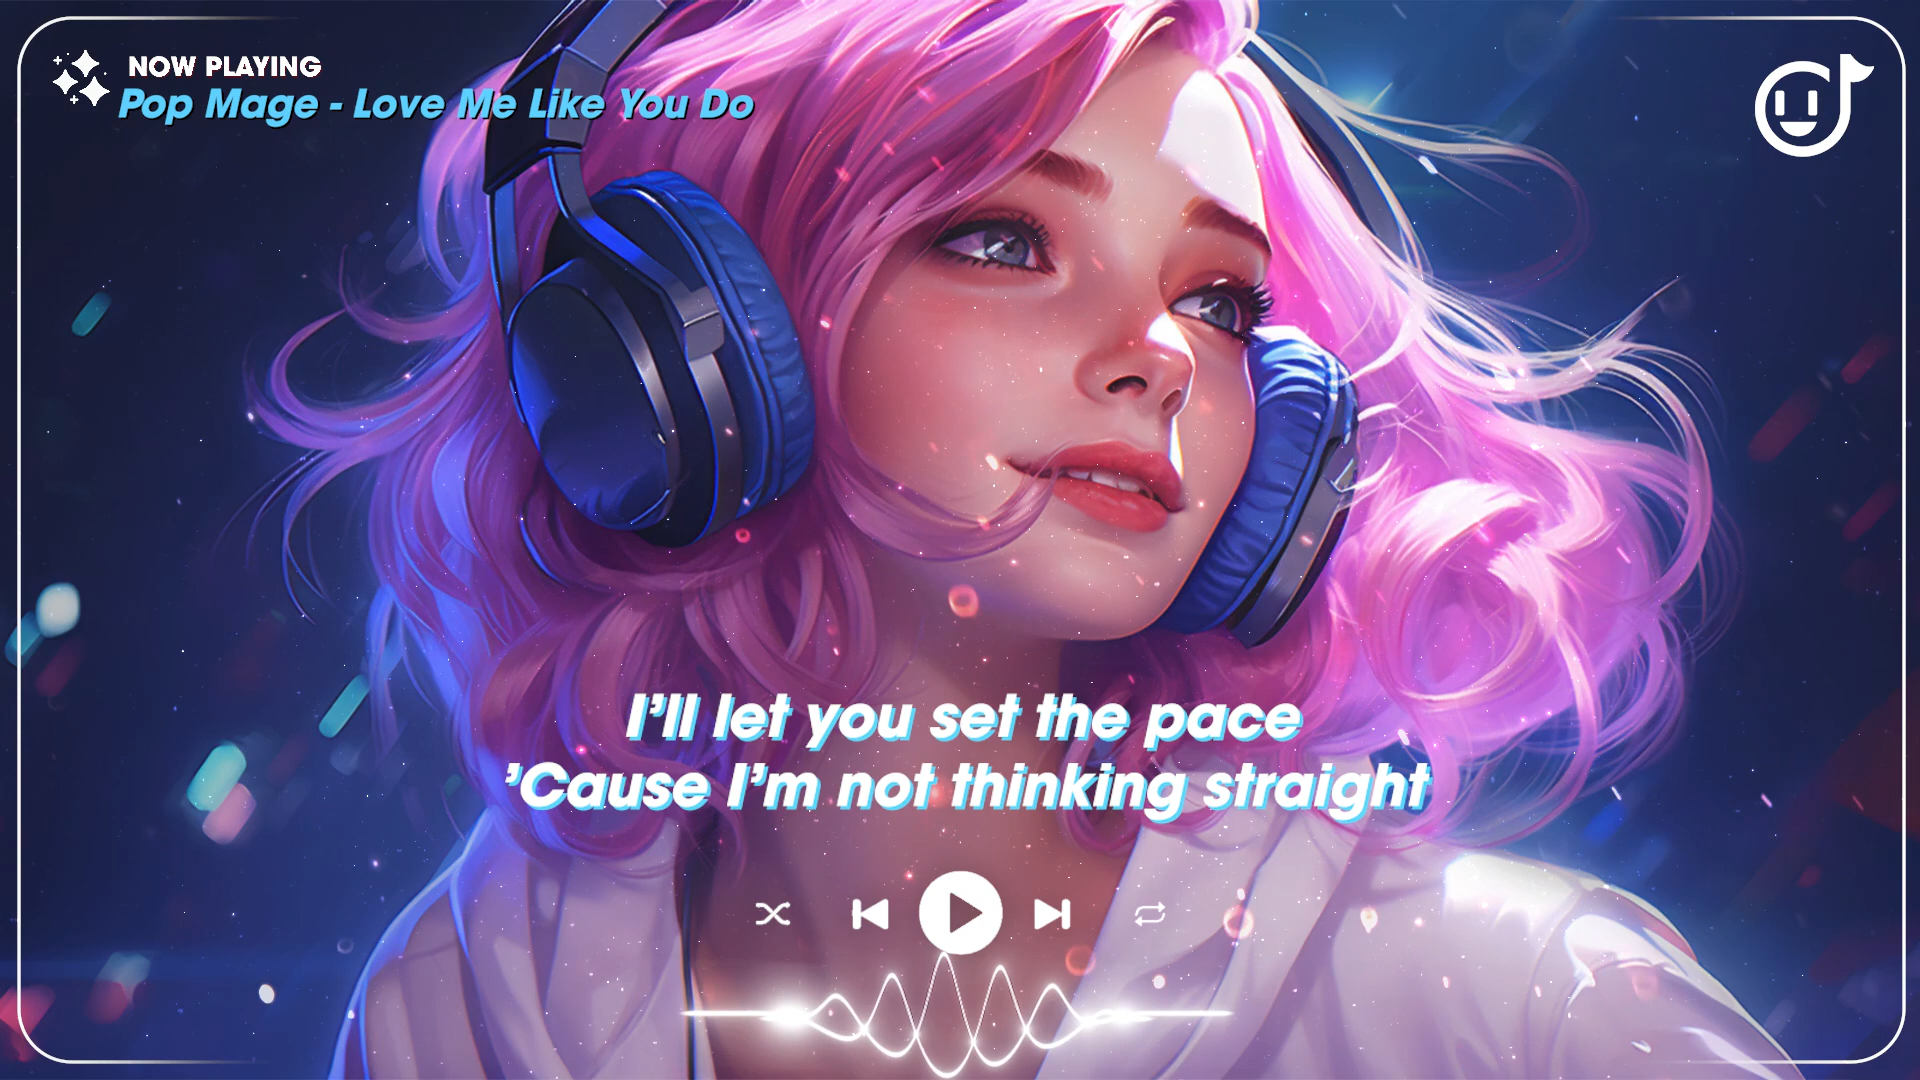 NOW PLAYING
Pop Mage - Love Me Like You Do
I’ll let you set the pace
’Cause I’m not thinking straight